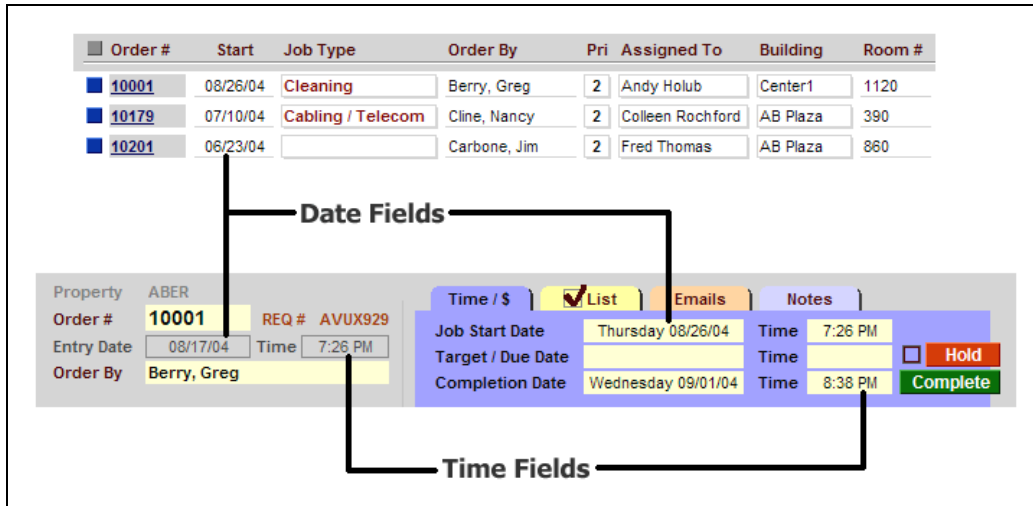 Order # Start Job Type Order By Pri Assigned To Building Room #
10001 08/26/04 Cleaning Berry, Greg 2 Andy Holub Center1 1120
10179 07/10/04 Cabling / Telecom Cline, Nancy 2 Colleen Rochford AB Plaza 390
10201 06/23/04 Carbone, Jim 2 Fred Thomas AB Plaza 860
Date Fields
Property ABER
Order # 10001 REQ # AVUX929
Entry Date 08/17/04 Time 7:26 PM
Order By Berry, Greg
Time / $ List Emails Notes
Job Start Date Thursday 08/26/04 Time 7:26 PM
Target / Due Date Time Hold
Completion Date Wednesday 09/01/04 Time 8:38 PM Complete
Time Fields